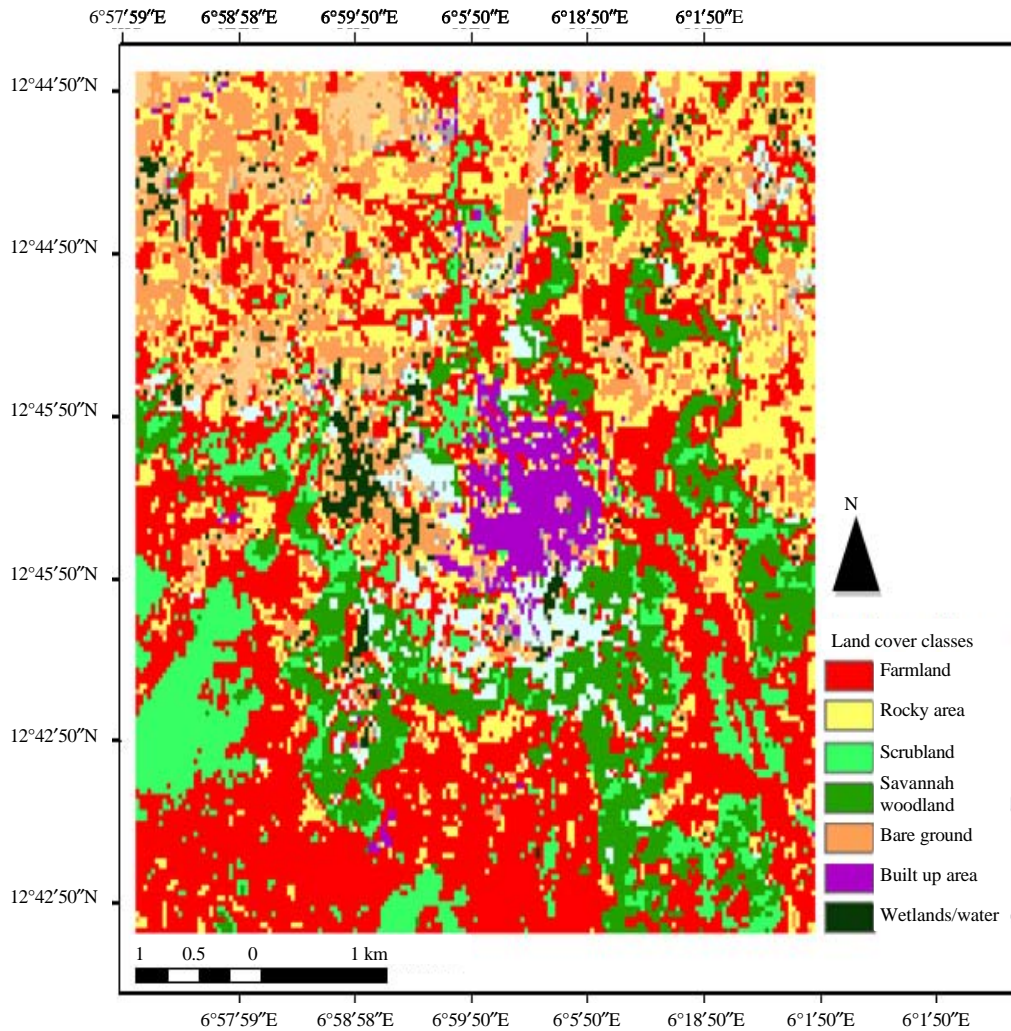 6°57'59"E 6°58'58"E 6°59'50"E 6°5'50"E 6°18'50"E 6°1'50"E
12°44'50"N
12°44'50"N
12°45'50"N
12°45'50"N
12°42'50"N
12°42'50"N
N
Land cover classes
Farmland
Rocky area
Scrubland
Savannah
woodland
Bare ground
Built up area
Wetlands/water
1 0.5 0 1 km
6°57'59"E 6°58'58"E 6°59'50"E 6°5'50"E 6°18'50"E 6°1'50"E 6°1'50"E